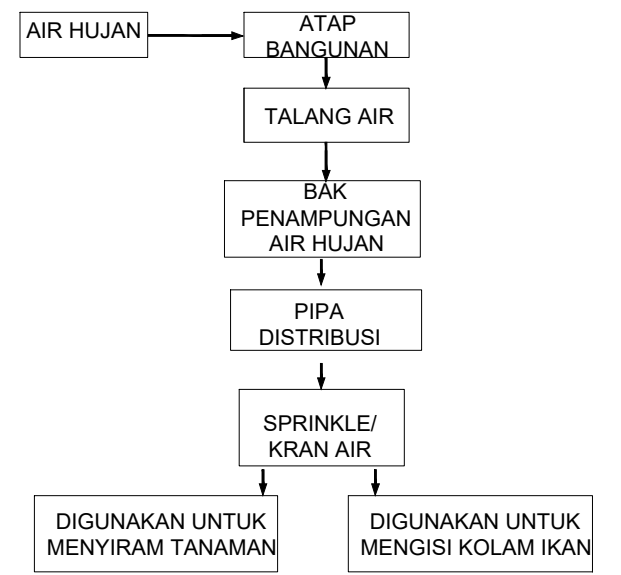 AIR HUJAN
ATAP
BANGUNAN
TALANG AIR
BAK
PENAMPUNGAN
AIR HUJAN
PIPA
DISTRIBUSI
SPRINKLE/
KRAN AIR
DIGUNAKAN UNTUK
MENYIRAM TANAMAN
DIGUNAKAN UNTUK
MENGISI KOLAM IKAN